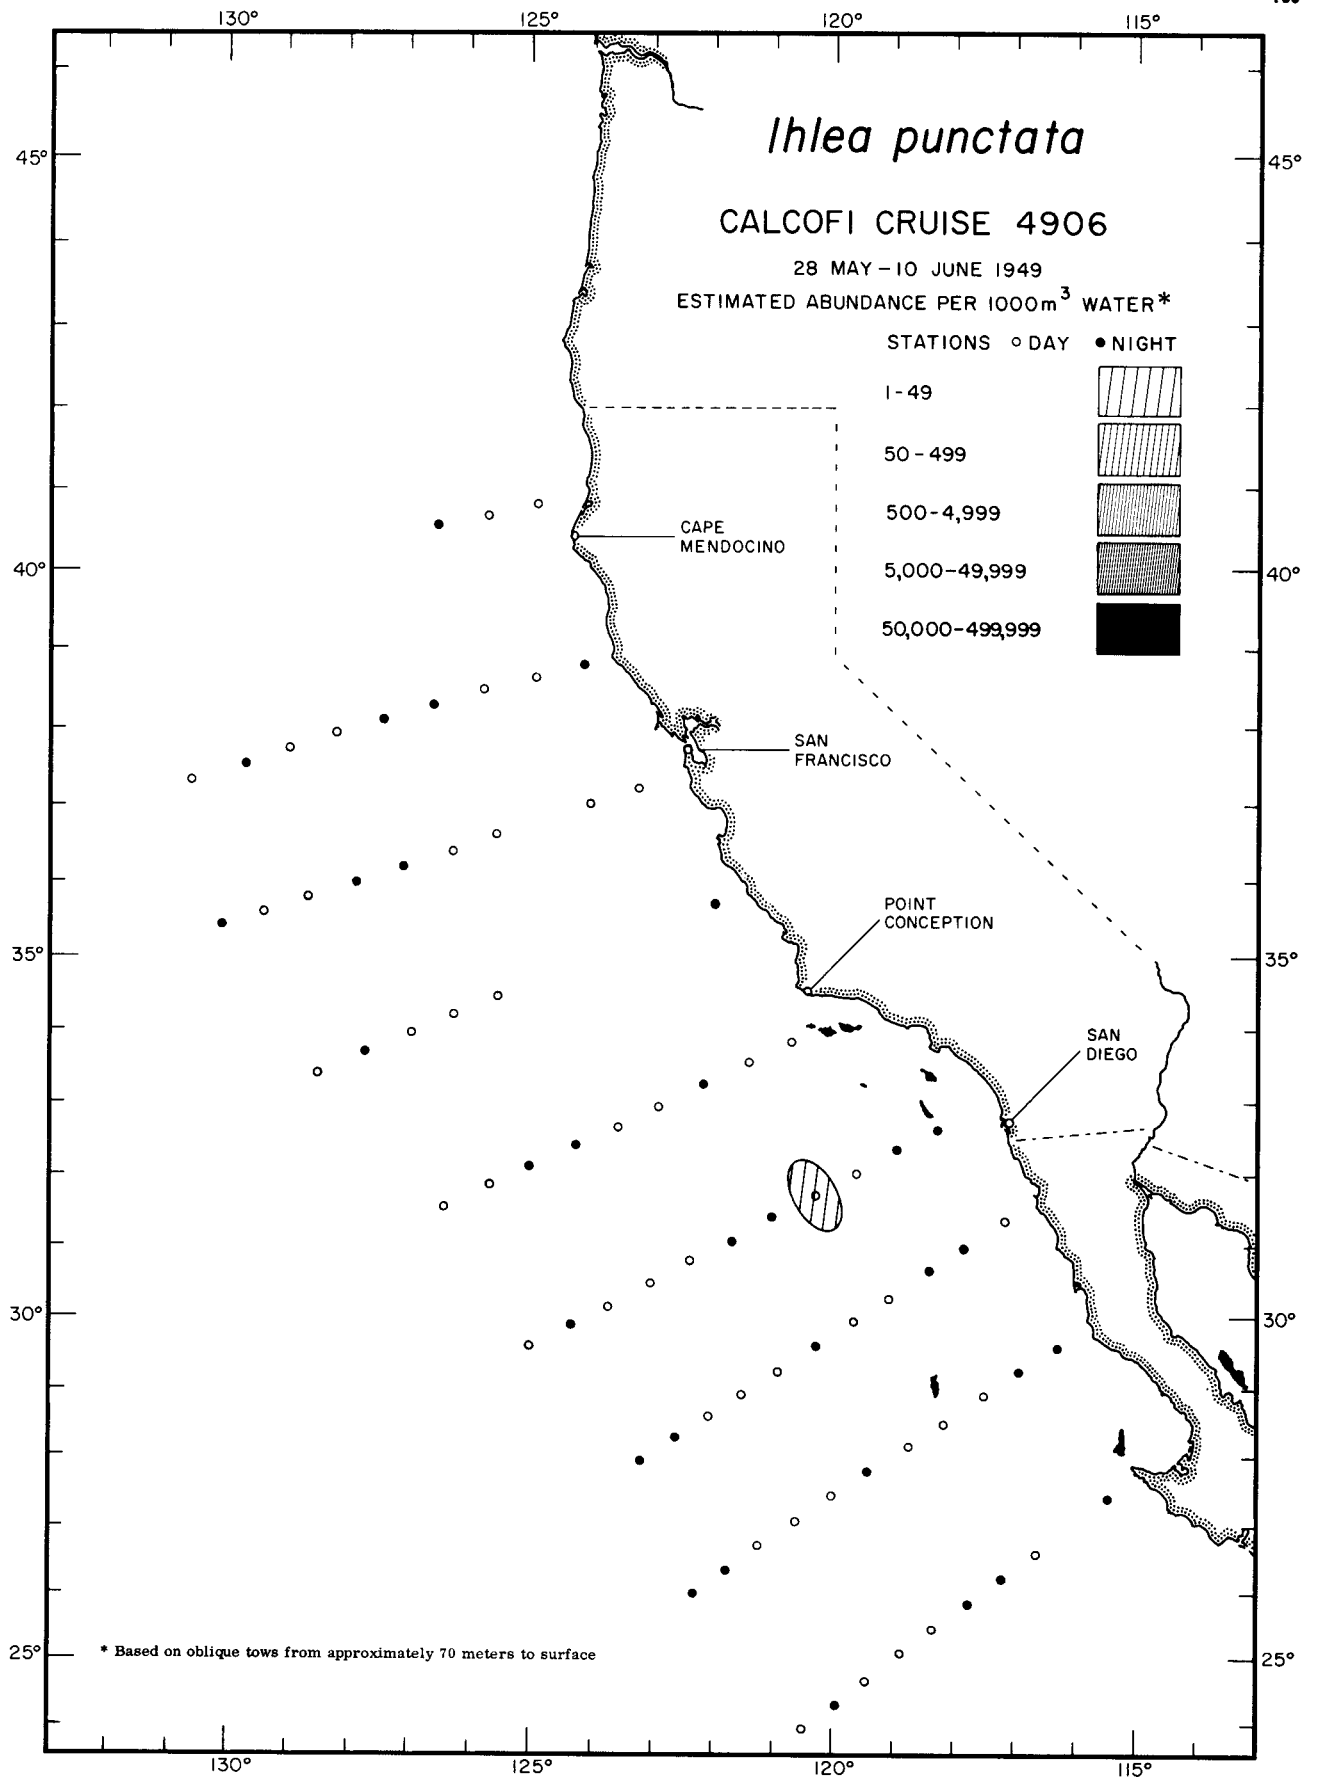 130° 125° 120° 115°
Ihlea punctata
45° 45°
CALCOFI CRUISE 4906
28 MAY-10 JUNE 1949
ESTIMATED ABUNDANCE PER 1000m³ WATER*
STATIONS ○ DAY ● NIGHT
1-49
50-499
500-4,999
5,000-49,999
50,000-499,999
CAPE
MENDOCINO
40° 40°
SAN
FRANCISCO
POINT
CONCEPTION
35° 35°
SAN
DIEGO
30° 30°
* Based on oblique tows from approximately 70 meters to surface
25° 25°
130° 125° 120° 115°